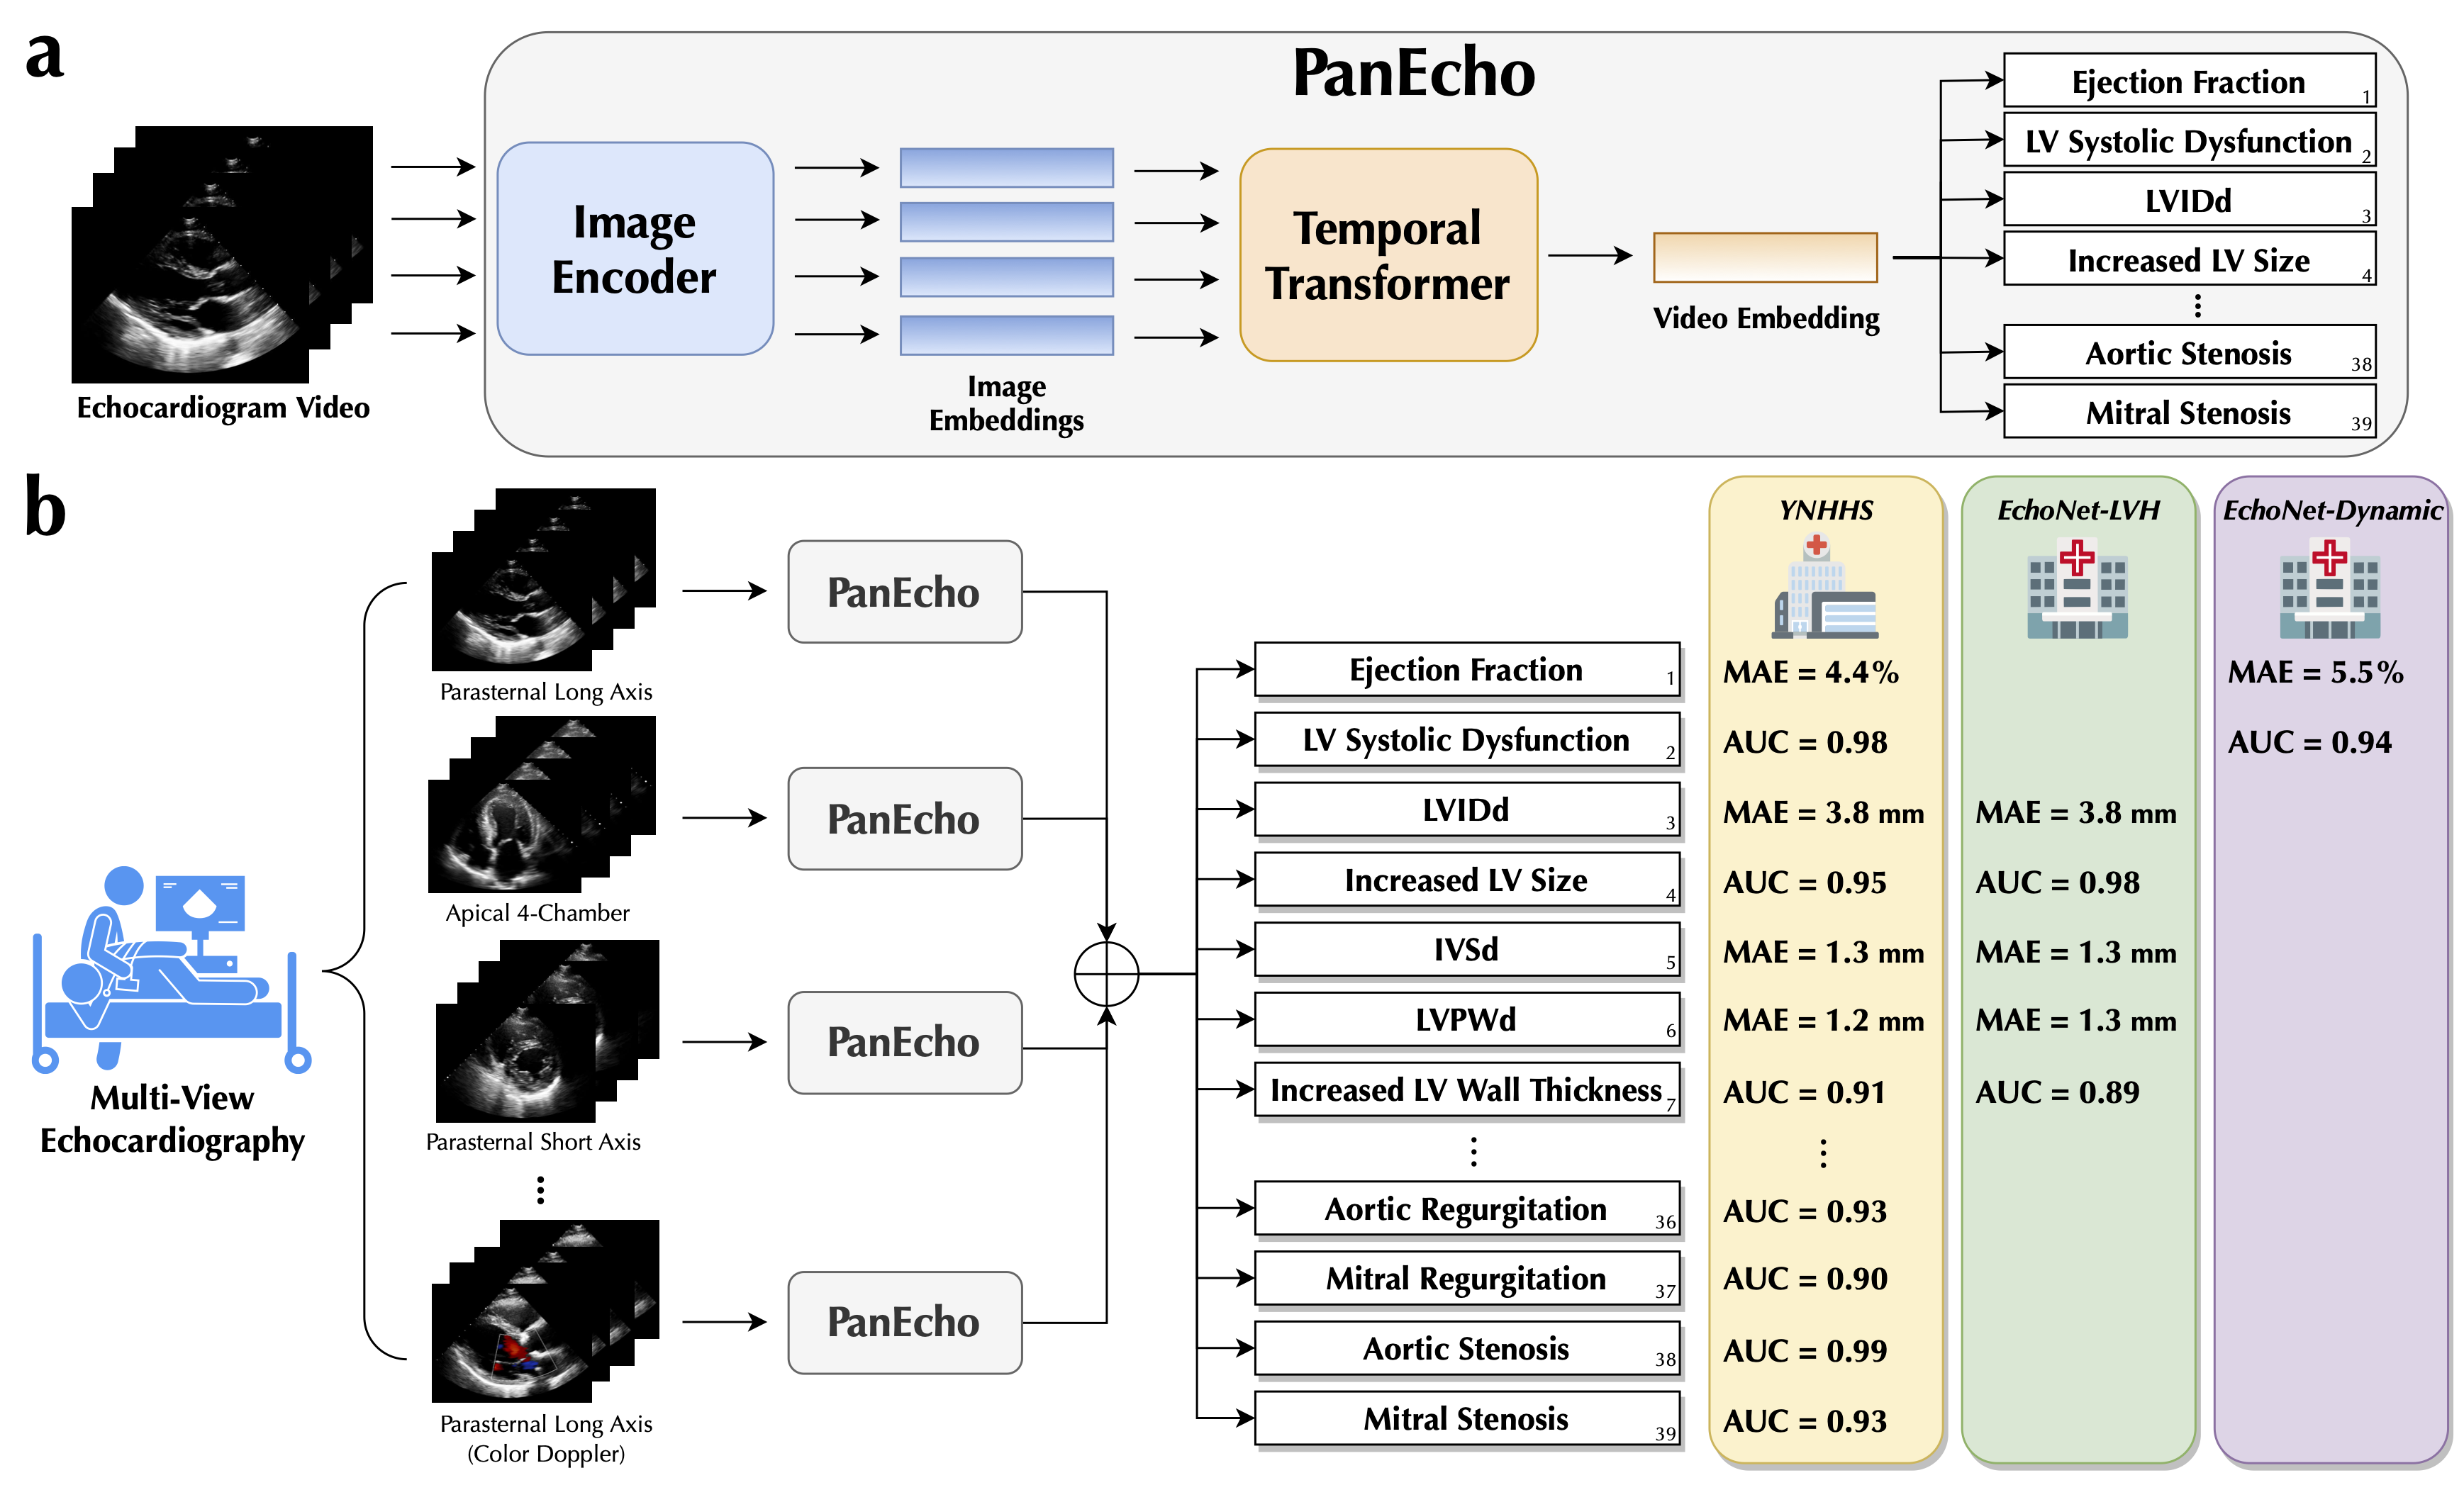 a
PanEcho
Echocardiogram Video
Image
Encoder
Image
Embeddings
Temporal
Transformer
Video Embedding
Ejection Fraction 1
LV Systolic Dysfunction 2
LVIDd 3
Increased LV Size 4
⋮
Aortic Stenosis 38
Mitral Stenosis 39
b
Multi-View
Echocardiography
Parasternal Long Axis
Apical 4-Chamber
Parasternal Short Axis
⋮
Parasternal Long Axis
(Color Doppler)
PanEcho
PanEcho
PanEcho
PanEcho
YNHHS EchoNet-LVH EchoNet-Dynamic
Ejection Fraction 1 MAE = 4.4% MAE = 5.5%
LV Systolic Dysfunction 2 AUC = 0.98 AUC = 0.94
LVIDd 3 MAE = 3.8 mm MAE = 3.8 mm
Increased LV Size 4 AUC = 0.95 AUC = 0.98
IVSd 5 MAE = 1.3 mm MAE = 1.3 mm
LVPWd 6 MAE = 1.2 mm MAE = 1.3 mm
Increased LV Wall Thickness 7 AUC = 0.91 AUC = 0.89
⋮ ⋮
Aortic Regurgitation 36 AUC = 0.93
Mitral Regurgitation 37 AUC = 0.90
Aortic Stenosis 38 AUC = 0.99
Mitral Stenosis 39 AUC = 0.93